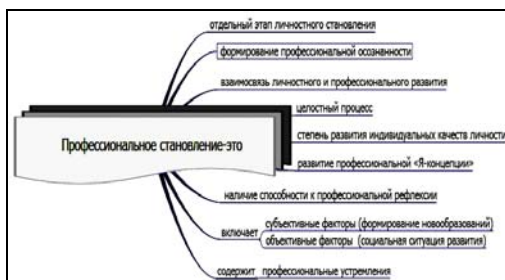 отдельный этап личностного становления
формирование профессиональной осознанности
взаимосвязь личностного и профессионального развития
целостный процесс
Профессиональное становление-это
степень развития индивидуальных качеств личности
развитие профессиональной «Я-концепции»
наличие способности к профессиональной рефлексии
включает
субъективные факторы (формирование новообразований)
объективные факторы (социальная ситуация развития)
содержит профессиональные устремления